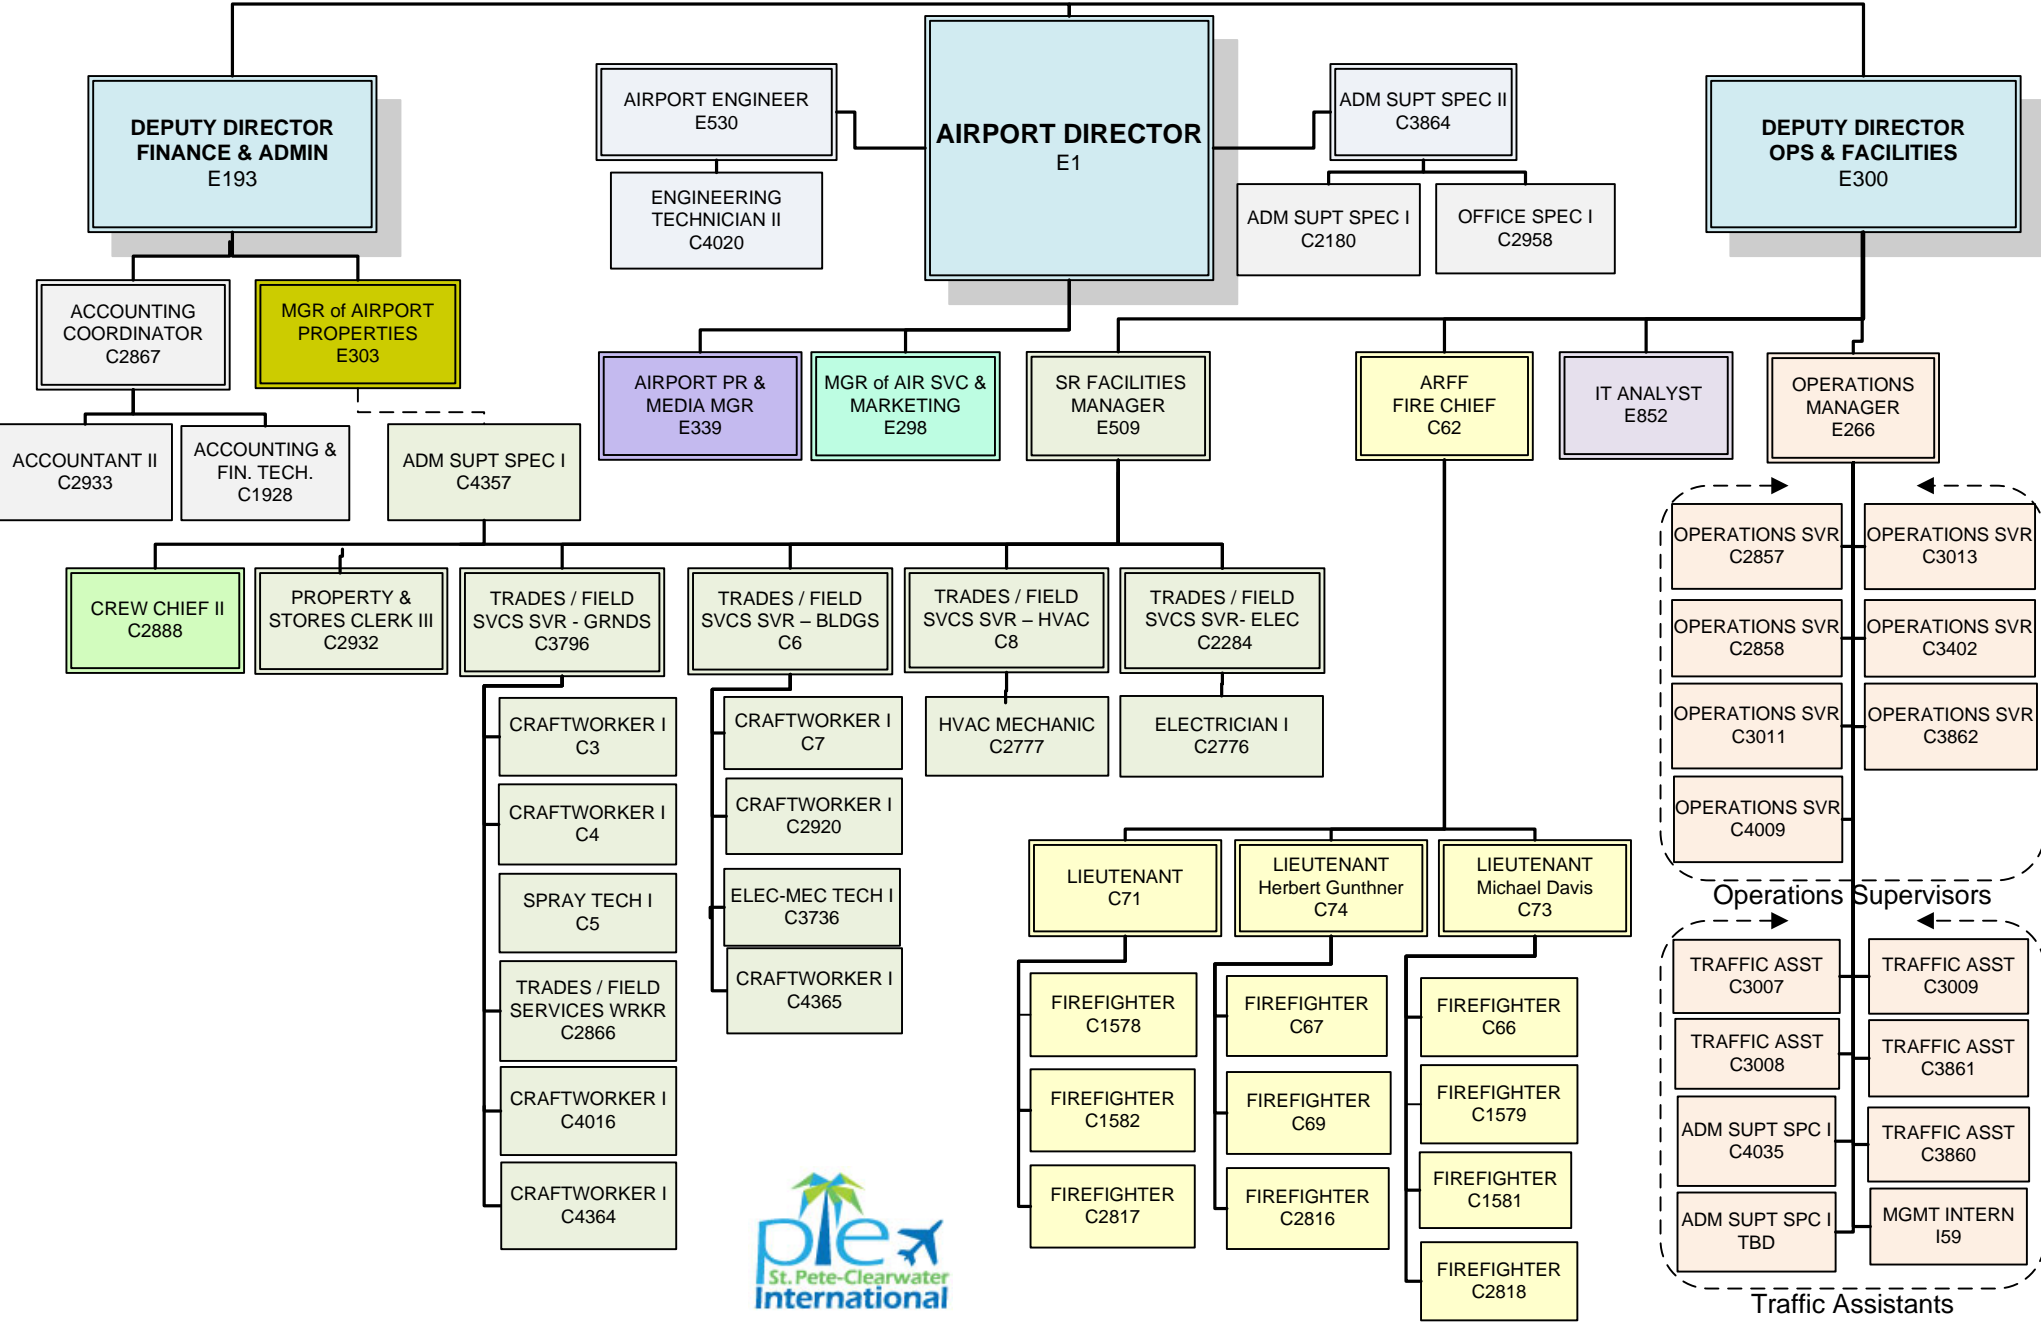 AIRPORT DIRECTOR
E1
DEPUTY DIRECTOR
FINANCE & ADMIN
E193
AIRPORT ENGINEER
E530
ENGINEERING
TECHNICIAN II
C4020
ADM SUPT SPEC II
C3864
ADM SUPT SPEC I
C2180
OFFICE SPEC I
C2958
DEPUTY DIRECTOR
OPS & FACILITIES
E300
ACCOUNTING
COORDINATOR
C2867
MGR of AIRPORT
PROPERTIES
E303
ACCOUNTANT II
C2933
ACCOUNTING &
FIN. TECH.
C1928
ADM SUPT SPEC I
C4357
AIRPORT PR &
MEDIA MGR
E339
MGR of AIR SVC &
MARKETING
E298
SR FACILITIES
MANAGER
E509
ARFF
FIRE CHIEF
C62
IT ANALYST
E852
OPERATIONS
MANAGER
E266
CREW CHIEF II
C2888
PROPERTY &
STORES CLERK III
C2932
TRADES / FIELD
SVCS SVR - GRNDS
C3796
TRADES / FIELD
SVCS SVR – BLDGS
C6
TRADES / FIELD
SVCS SVR – HVAC
C8
TRADES / FIELD
SVCS SVR- ELEC
C2284
CRAFTWORKER I
C3
CRAFTWORKER I
C4
SPRAY TECH I
C5
TRADES / FIELD
SERVICES WRKR
C2866
CRAFTWORKER I
C4016
CRAFTWORKER I
C4364
CRAFTWORKER I
C7
CRAFTWORKER I
C2920
ELEC-MEC TECH I
C3736
CRAFTWORKER I
C4365
HVAC MECHANIC
C2777
ELECTRICIAN I
C2776
LIEUTENANT
C71
LIEUTENANT
Herbert Gunthner
C74
LIEUTENANT
Michael Davis
C73
FIREFIGHTER
C1578
FIREFIGHTER
C1582
FIREFIGHTER
C2817
FIREFIGHTER
C67
FIREFIGHTER
C69
FIREFIGHTER
C2816
FIREFIGHTER
C66
FIREFIGHTER
C1579
FIREFIGHTER
C1581
FIREFIGHTER
C2818
OPERATIONS SVR
C2857
OPERATIONS SVR
C3013
OPERATIONS SVR
C2858
OPERATIONS SVR
C3402
OPERATIONS SVR
C3011
OPERATIONS SVR
C3862
OPERATIONS SVR
C4009
Operations Supervisors
TRAFFIC ASST
C3007
TRAFFIC ASST
C3009
TRAFFIC ASST
C3008
TRAFFIC ASST
C3861
ADM SUPT SPC I
C4035
TRAFFIC ASST
C3860
ADM SUPT SPC I
TBD
MGMT INTERN
I59
Traffic Assistants
pie
St. Pete-Clearwater
International